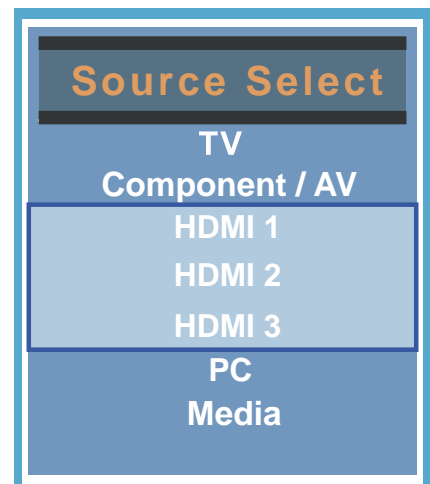 Source Select
TV
Component / AV
HDMI 1
HDMI 2
HDMI 3
PC
Media